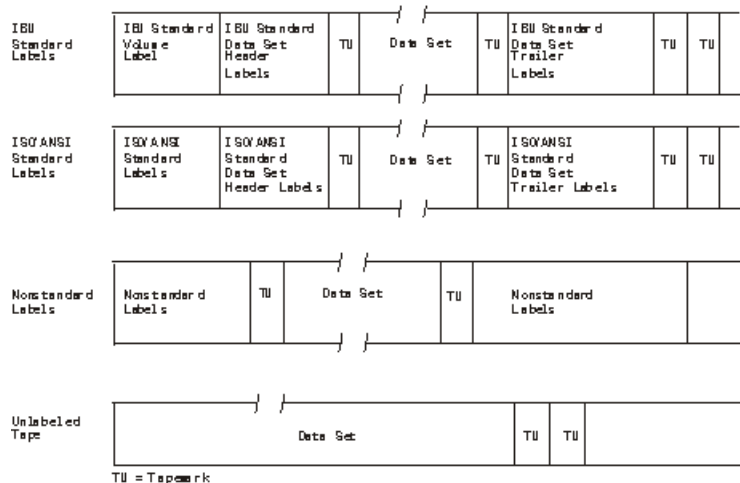 IBM
Standard
Labels
IBM Standard
Volume
Label
IBM Standard
Data Set
Header
Labels
TM
Data Set
TM
IBM Standard
Data Set
Trailer
Labels
TM
TM
ISO/ANSI
Standard
Labels
ISO/ANSI
Standard
Labels
ISO/ANSI
Standard
Data Set
Header Labels
TM
Data Set
TM
ISO/ANSI
Standard
Data Set
Trailer Labels
TM
TM
Nonstandard
Labels
Nonstandard
Labels
TM
Data Set
TM
Nonstandard
Labels
Unlabeled
Tape
Data Set
TM
TM
TM = Tapemark